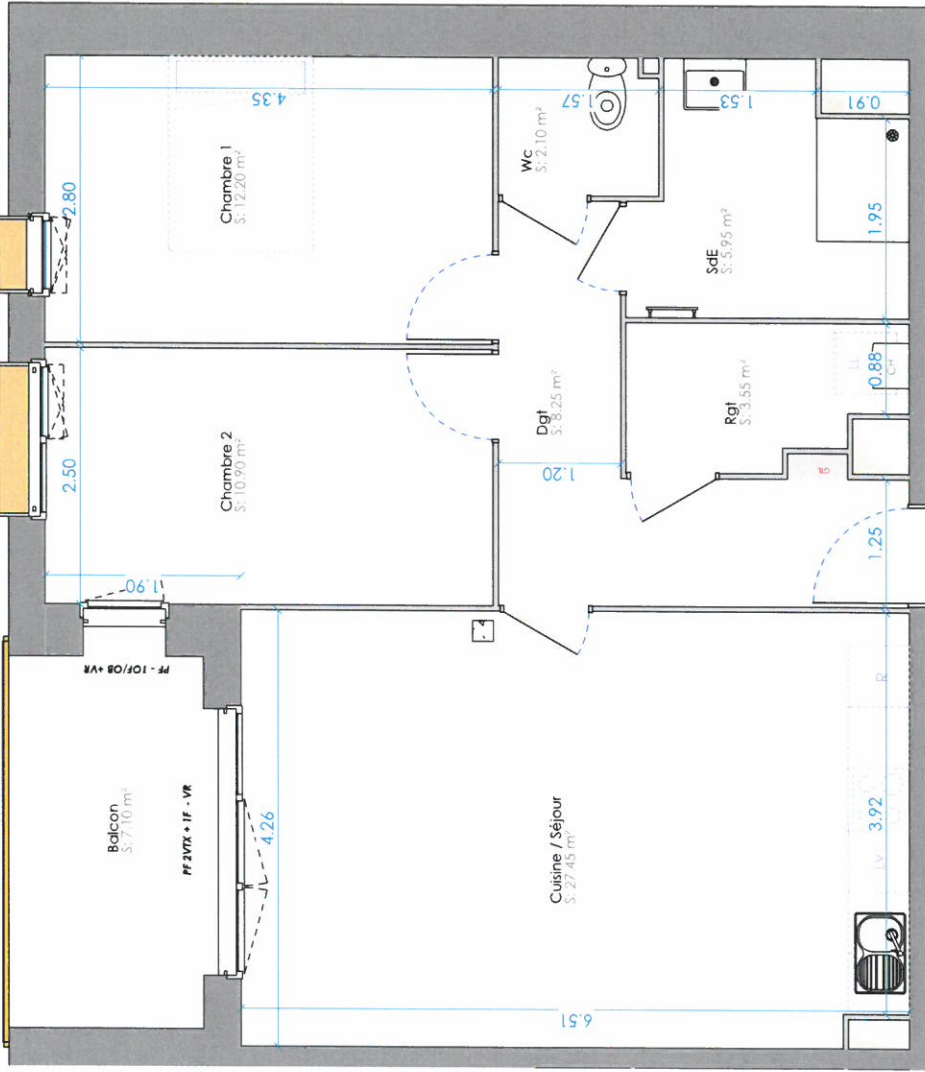 4.35
2.80
Chambre 1
S: 12.20 m²
1.57
Wc
S: 2.10 m²
1.53
0.91
1.95
SdE
S: 5.95 m²
2.50
Chambre 2
S: 10.90 m²
1.90
Dgt
S: 8.25 m²
1.20
Rgt
S: 3.55 m²
LL
CH
0.88
1.25
PF - 1OF/OB +VR
Balcon
S: 7.10 m²
PF 2VTX + 1F - VR
4.26
Cuisine / Séjour
S: 27.45 m²
R
3.92
LV
6.51